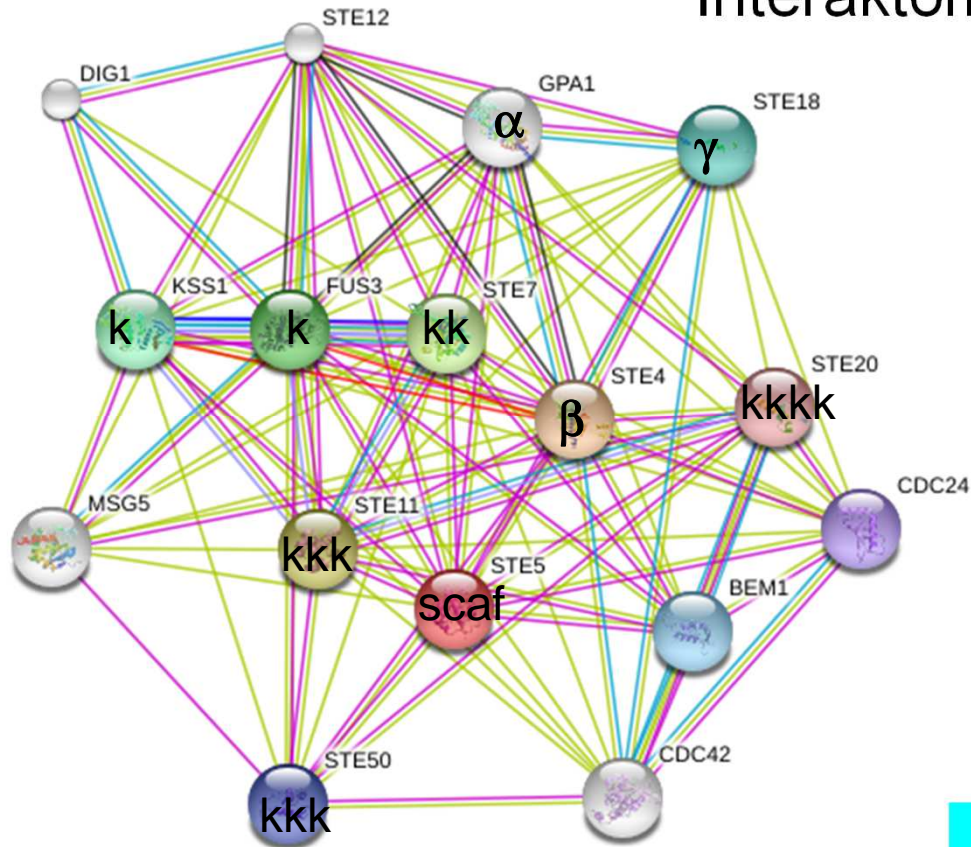 Interakton
STE12
DIG1
GPA1
STE18
α
γ
KSS1
FUS3
STE7
k
k
kk
STE4
STE20
β
kkkk
MSG5
STE11
CDC24
kkk
STE5
scaf
BEM1
STE50
CDC42
kkk